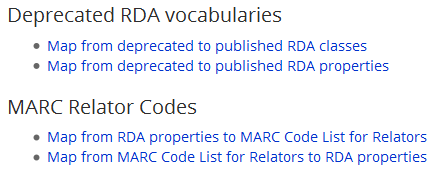 Deprecated RDA vocabularies
Map from deprecated to published RDA classes
Map from deprecated to published RDA properties
MARC Relator Codes
Map from RDA properties to MARC Code List for Relators
Map from MARC Code List for Relators to RDA properties